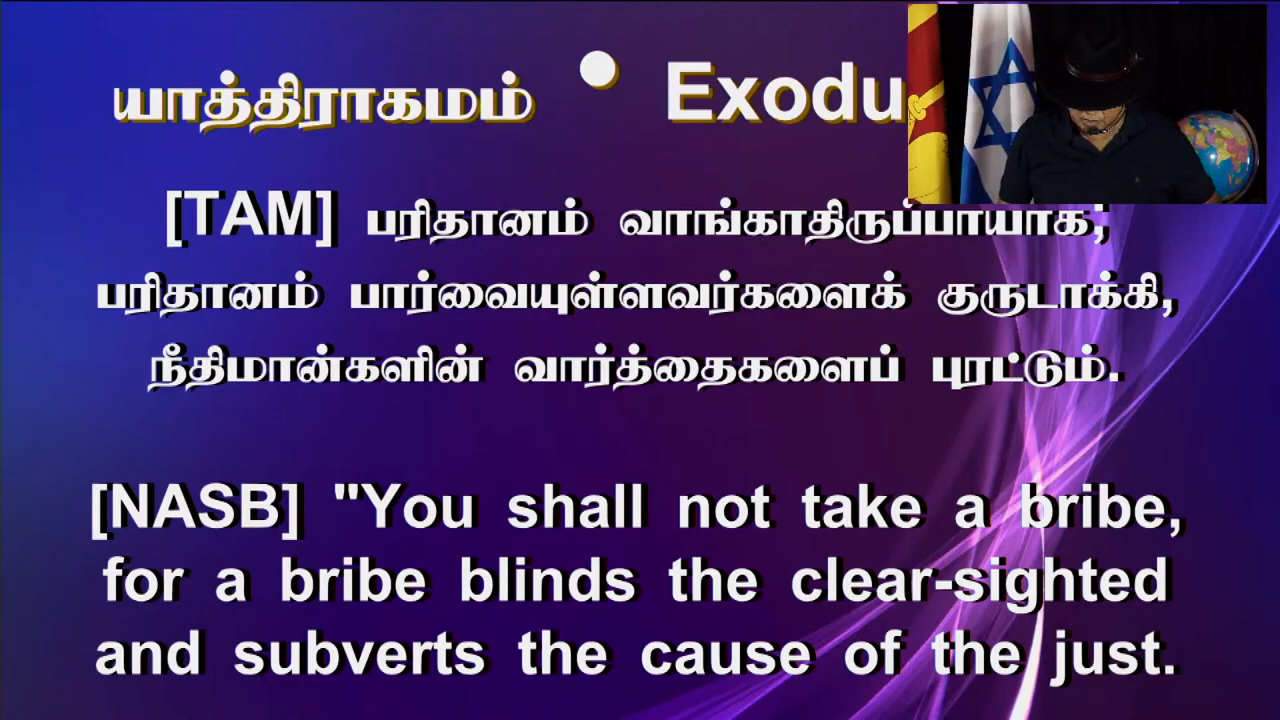 யாத்திராகமம் • Exodu
[TAM] பரிதானம் வாங்காதிருப்பாயாக;
பரிதானம் பார்வையுள்ளவர்களைக் குருடாக்கி,
நீதிமான்களின் வார்த்தைகளைப் புரட்டும்.
[NASB] "You shall not take a bribe,
for a bribe blinds the clear-sighted
and subverts the cause of the just.